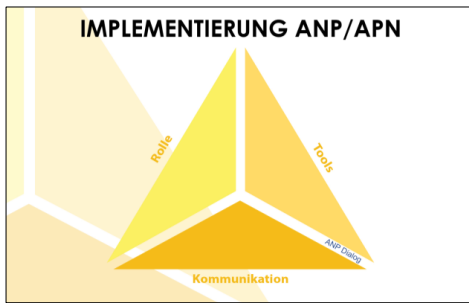 IMPLEMENTIERUNG ANP/APN
Rolle
Tools
ANP Dialog
Kommunikation